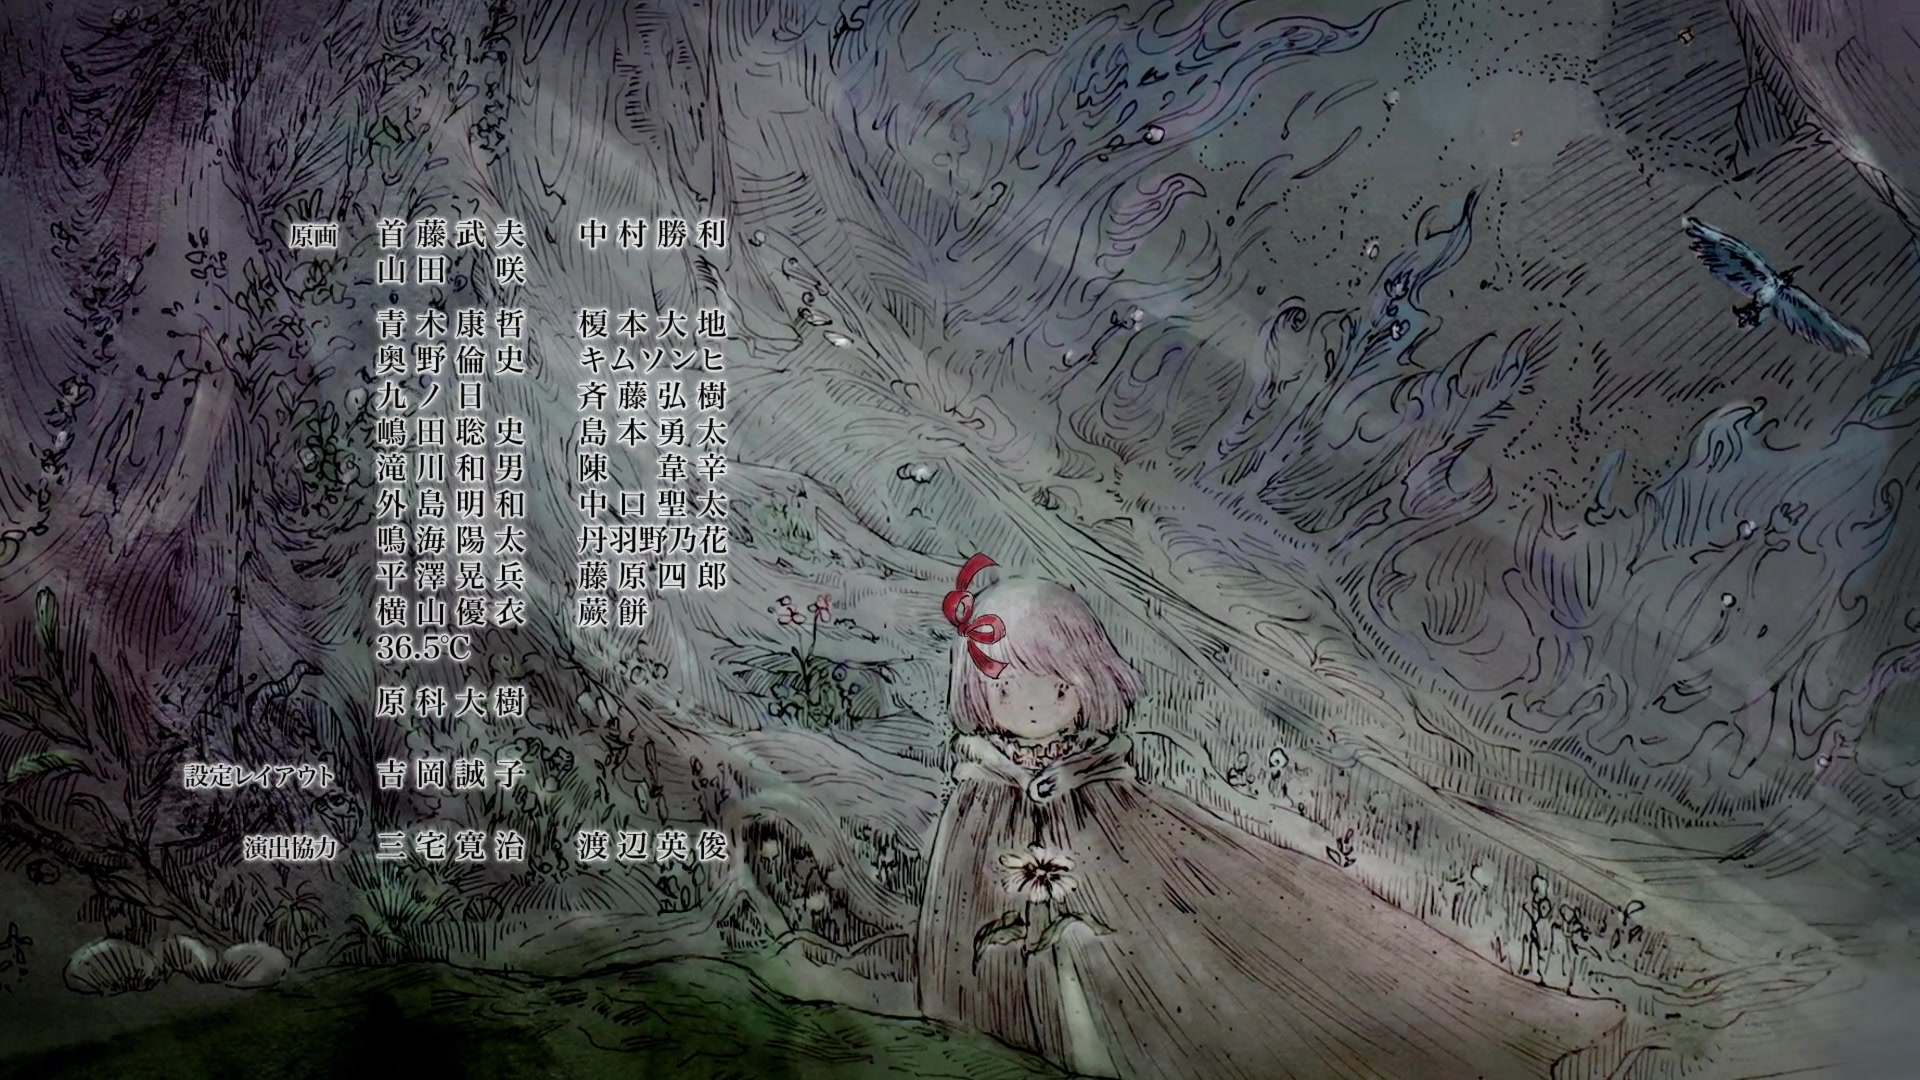 原画 首藤武夫 中村勝利
山田 咲
青木康哲 榎本大地
奥野倫史 キムソンヒ
九ノ日 斉藤弘樹
嶋田聡史 島本勇太
滝川和男 陳 韋辛
外島明和 中口聖太
鳴海陽太 丹羽野乃花
平澤晃兵 藤原四郎
横山優衣 蕨餅
36.5℃
原科大樹
設定レイアウト 吉岡誠子
演出協力 三宅寛治 渡辺英俊